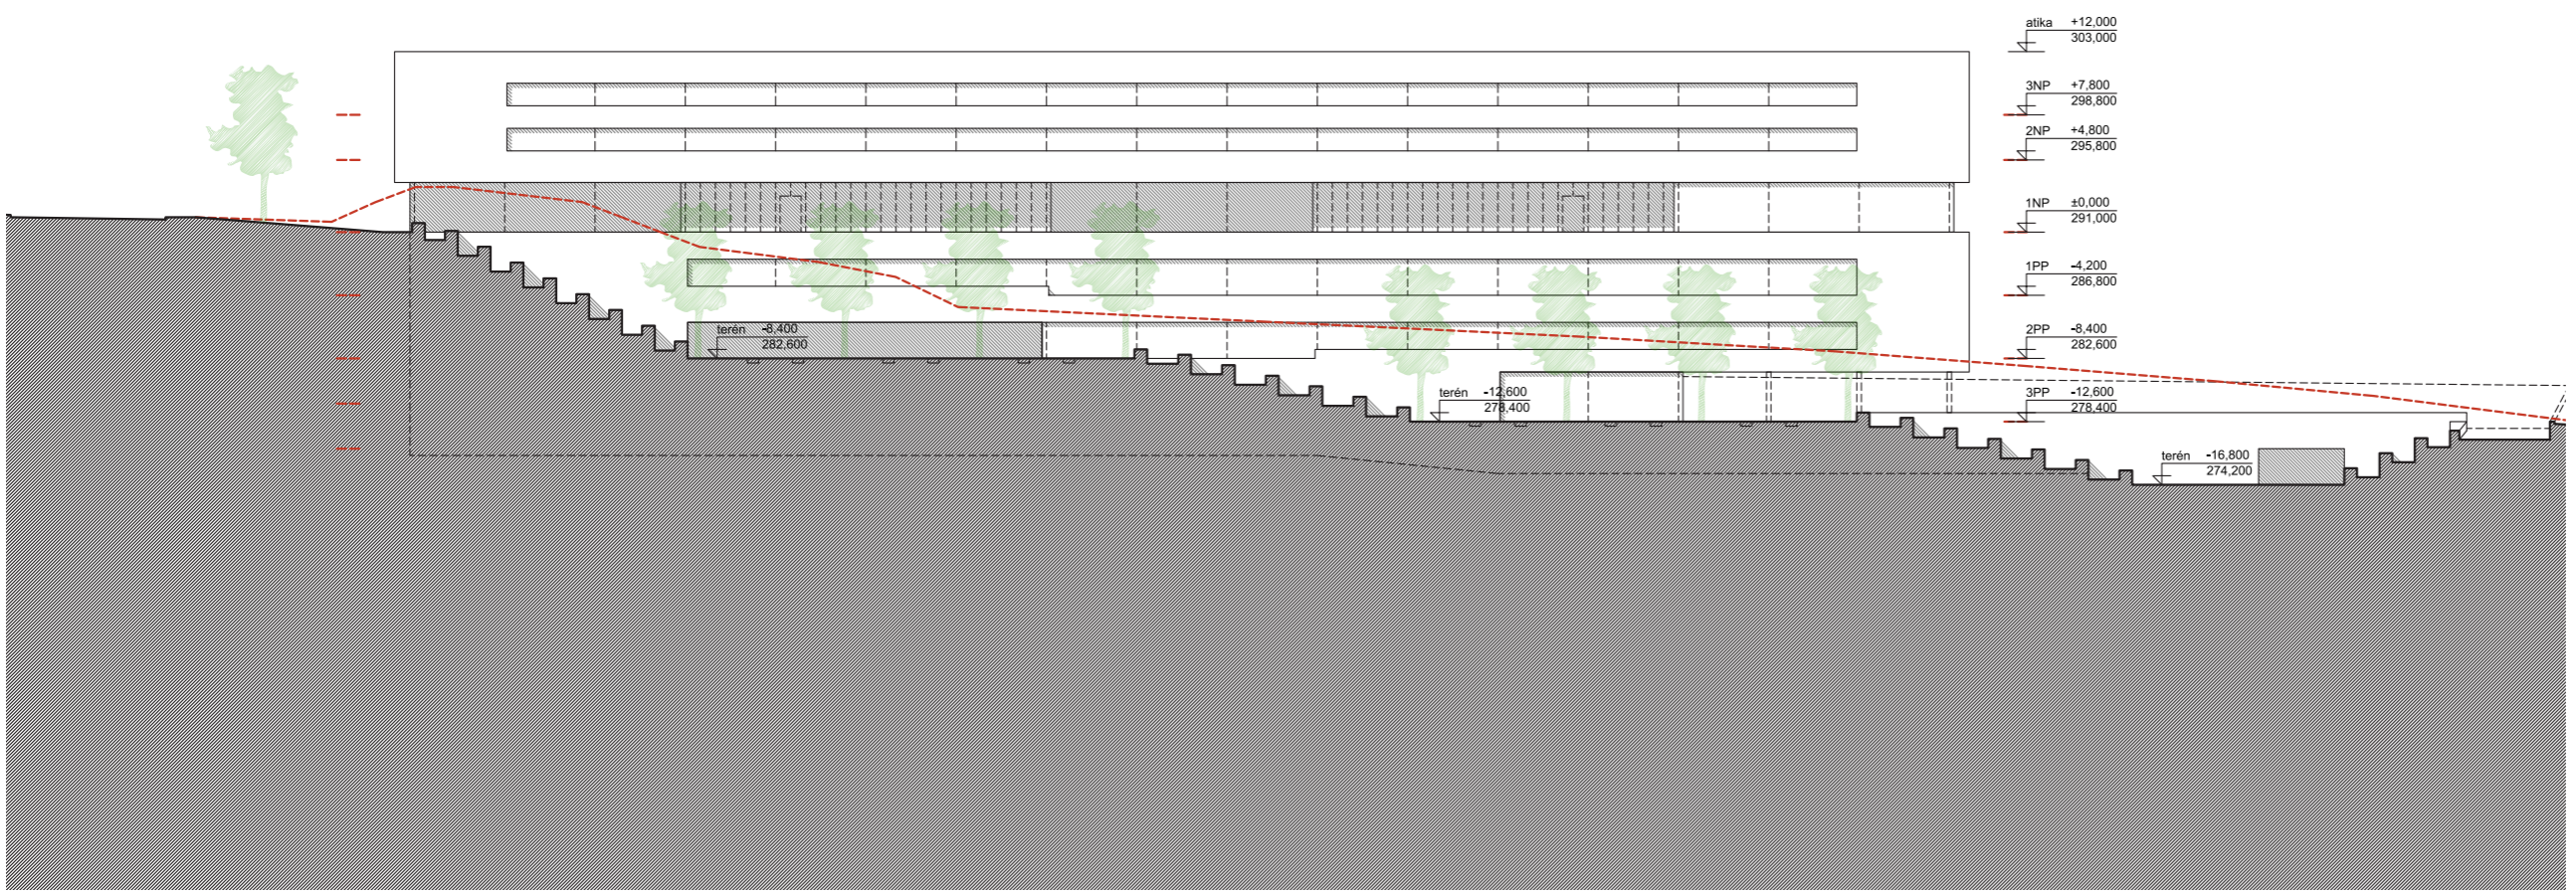 atika +12,000
303,000
3NP +7,800
298,800
2NP +4,800
295,800
1NP ±0,000
291,000
1PP -4,200
286,800
terén -8,400
282,600
2PP -8,400
282,600
terén -12,600
278,400
3PP -12,600
278,400
terén -16,800
274,200